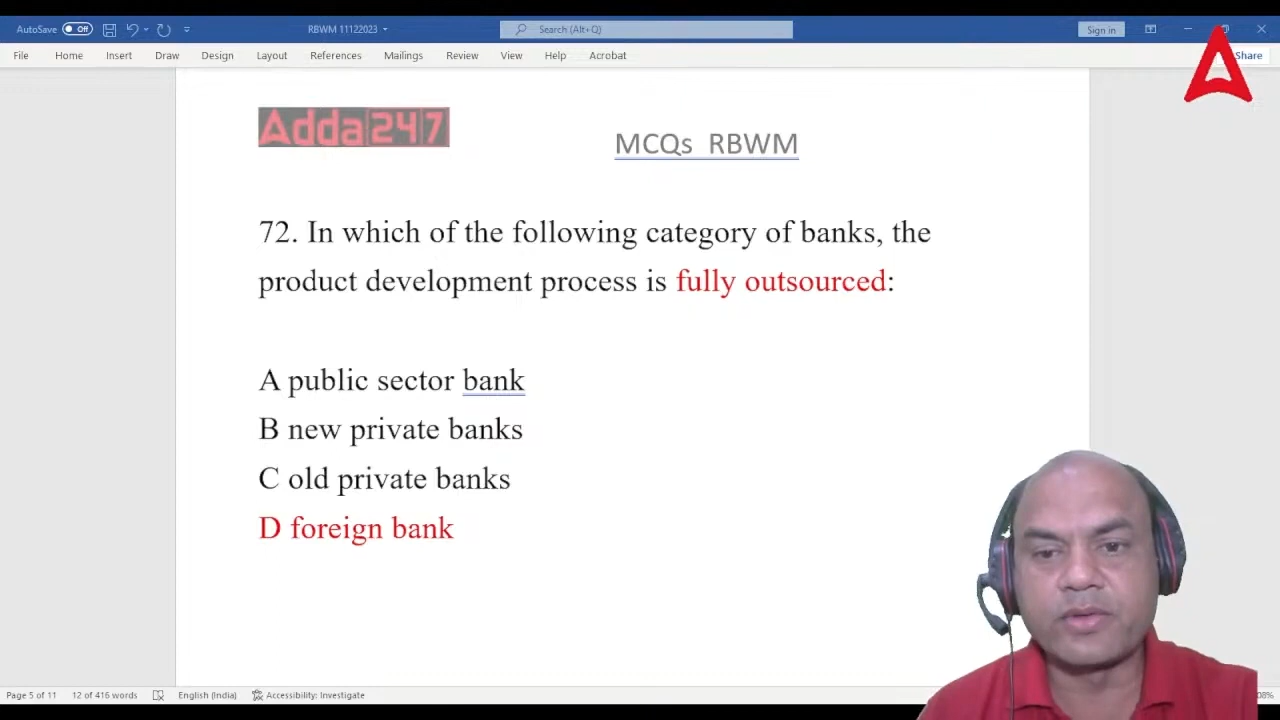 AutoSave Off RBWM 11122023 Search (Alt+Q) Sign in
File Home Insert Draw Design Layout References Mailings Review View Help Acrobat Share
Adda247
MCQs RBWM
72. In which of the following category of banks, the
product development process is fully outsourced:
A public sector bank
B new private banks
C old private banks
D foreign bank
Page 5 of 11 12 of 416 words English (India) Accessibility: Investigate